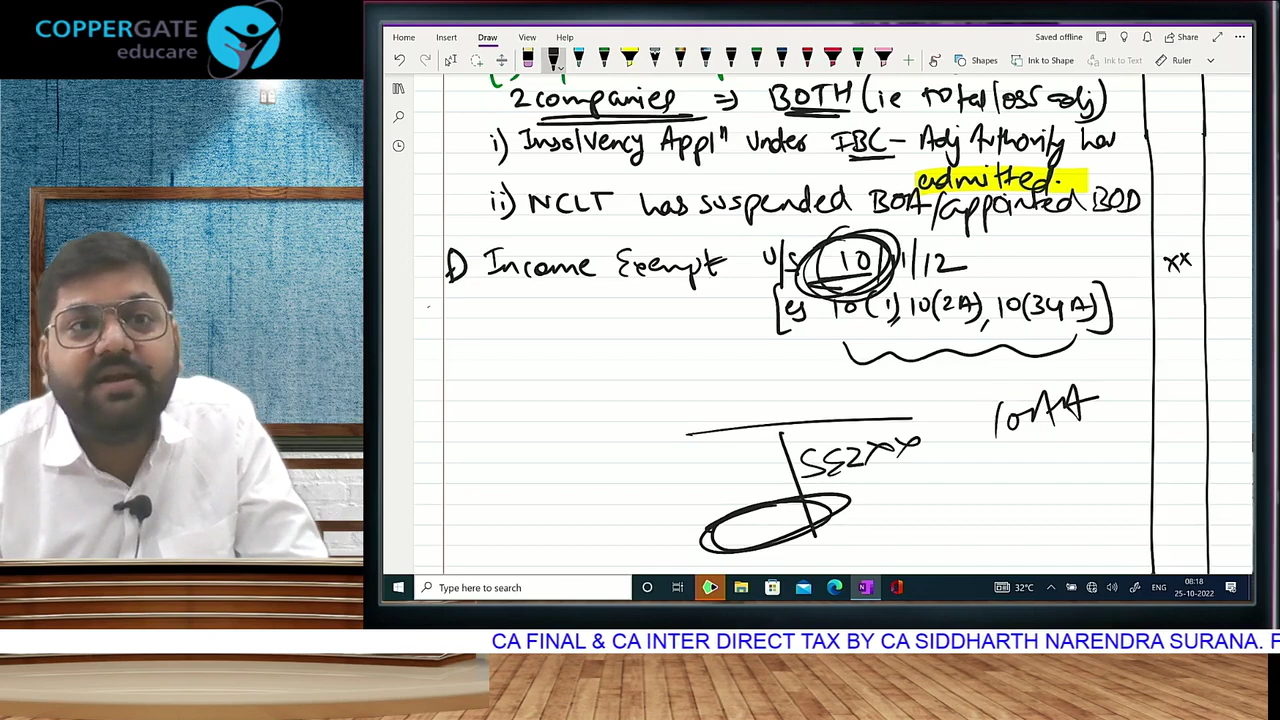 COPPERGATE
educare
Home Insert Draw View Help
Saved offline Share
Shapes Ink to Shape Ink to Text Ruler
2 companies ⇒ BOTH (ie total loss adj)
i) Insolvency Applⁿ under IBC - Adj Authority has
admitted.
ii) NCLT has suspended BOA/appointed BOD
D) Income Exempt u/s 10/11/12 xx
[eg 10(1), 10(2A), 10(34A)]
10AA
SEZ xx
Type here to search
32°C ENG 08:18
25-10-2022
CA FINAL & CA INTER DIRECT TAX BY CA SIDDHARTH NARENDRA SURANA. F